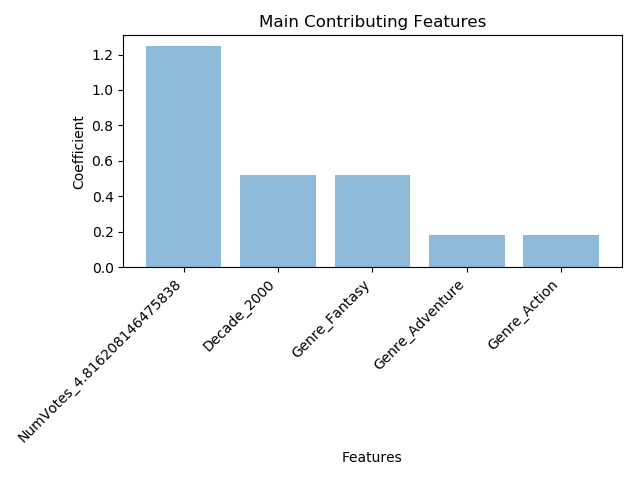 Main Contributing Features
Coefficient
1.2
1.0
0.8
0.6
0.4
0.2
0.0
NumVotes_4.816208146475838
Decade_2000
Genre_Fantasy
Genre_Adventure
Genre_Action
Features